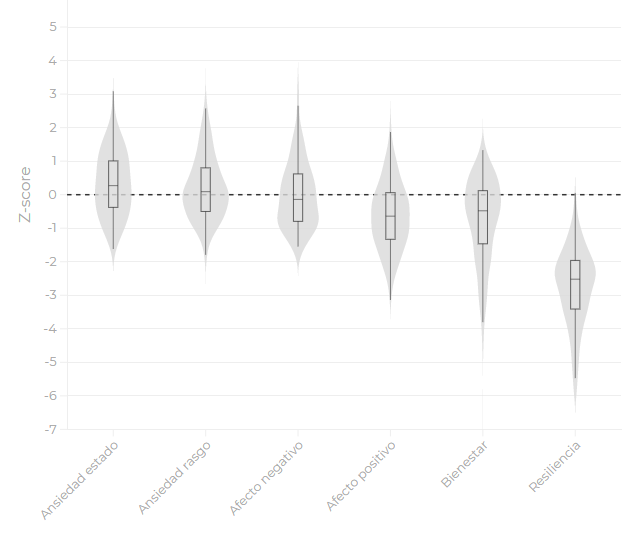 5
4
3
2
1
0
-1
-2
-3
-4
-5
-6
-7
Z-score
Ansiedad estado
Ansiedad rasgo
Afecto negativo
Afecto positivo
Bienestar
Resiliencia